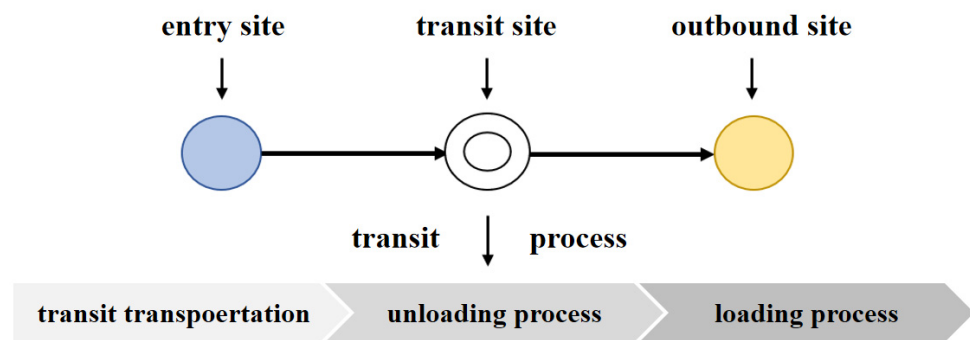 entry site transit site outbound site
transit process
transit transpoertation unloading process loading process